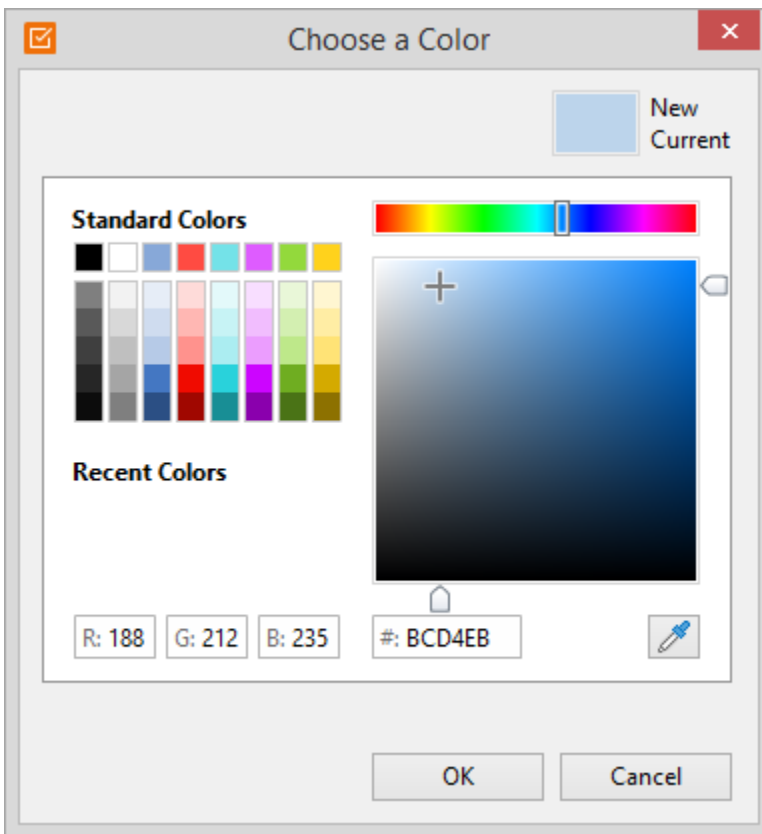 Choose a Color
New
Current
Standard Colors
Recent Colors
R: 188 G: 212 B: 235 #: BCD4EB
OK Cancel